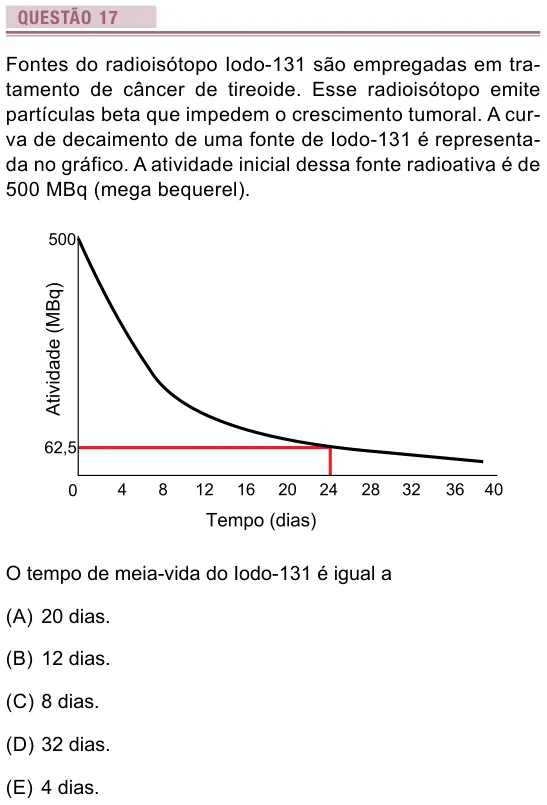 QUESTÃO 17
Fontes do radioisótopo Iodo-131 são empregadas em tra-
tamento de câncer de tireoide. Esse radioisótopo emite
partículas beta que impedem o crescimento tumoral. A cur-
va de decaimento de uma fonte de Iodo-131 é representa-
da no gráfico. A atividade inicial dessa fonte radioativa é de
500 MBq (mega bequerel).
500
Atividade (MBq)
62,5
0 4 8 12 16 20 24 28 32 36 40
Tempo (dias)
O tempo de meia-vida do Iodo-131 é igual a
(A) 20 dias.
(B) 12 dias.
(C) 8 dias.
(D) 32 dias.
(E) 4 dias.